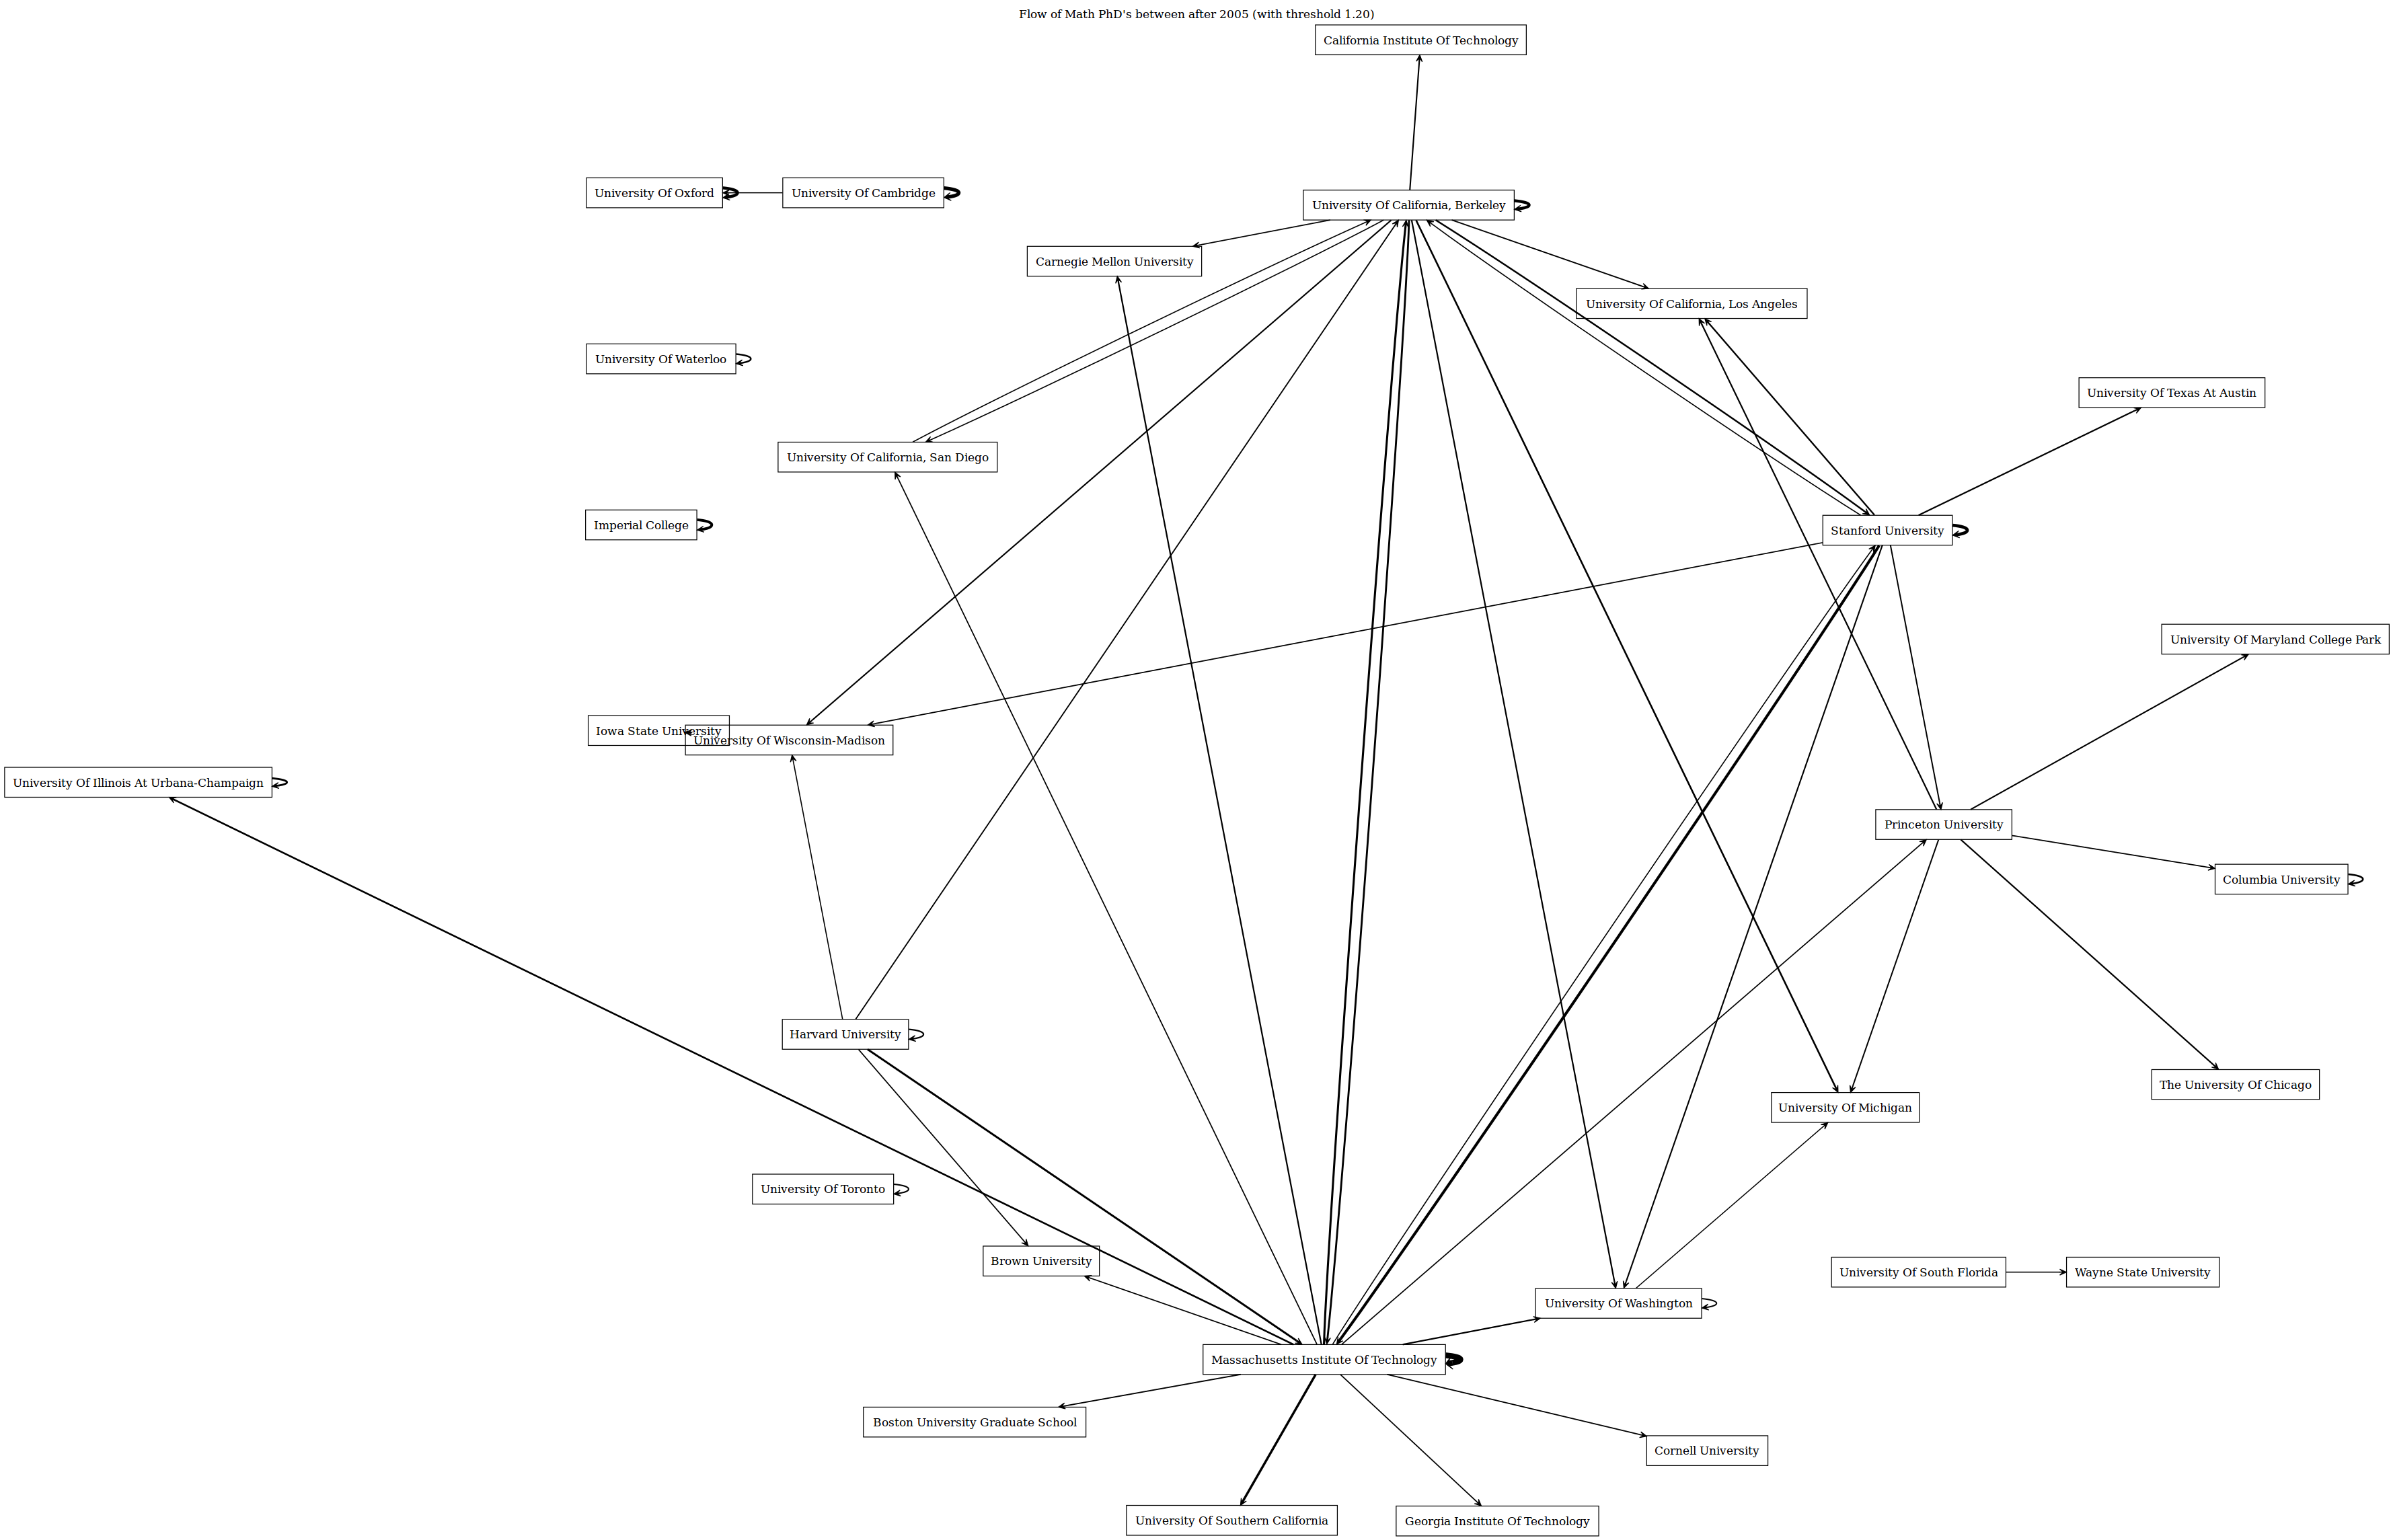 Flow of Math PhD's between after 2005 (with threshold 1.20)
California Institute Of Technology
University Of Oxford
University Of Cambridge
University Of California, Berkeley
Carnegie Mellon University
University Of California, Los Angeles
University Of Waterloo
University Of Texas At Austin
University Of California, San Diego
Imperial College
Stanford University
University Of Maryland College Park
Iowa State University
University Of Wisconsin-Madison
University Of Illinois At Urbana-Champaign
Princeton University
Columbia University
Harvard University
The University Of Chicago
University Of Michigan
University Of Toronto
Brown University
University Of South Florida
Wayne State University
University Of Washington
Massachusetts Institute Of Technology
Boston University Graduate School
Cornell University
University Of Southern California
Georgia Institute Of Technology